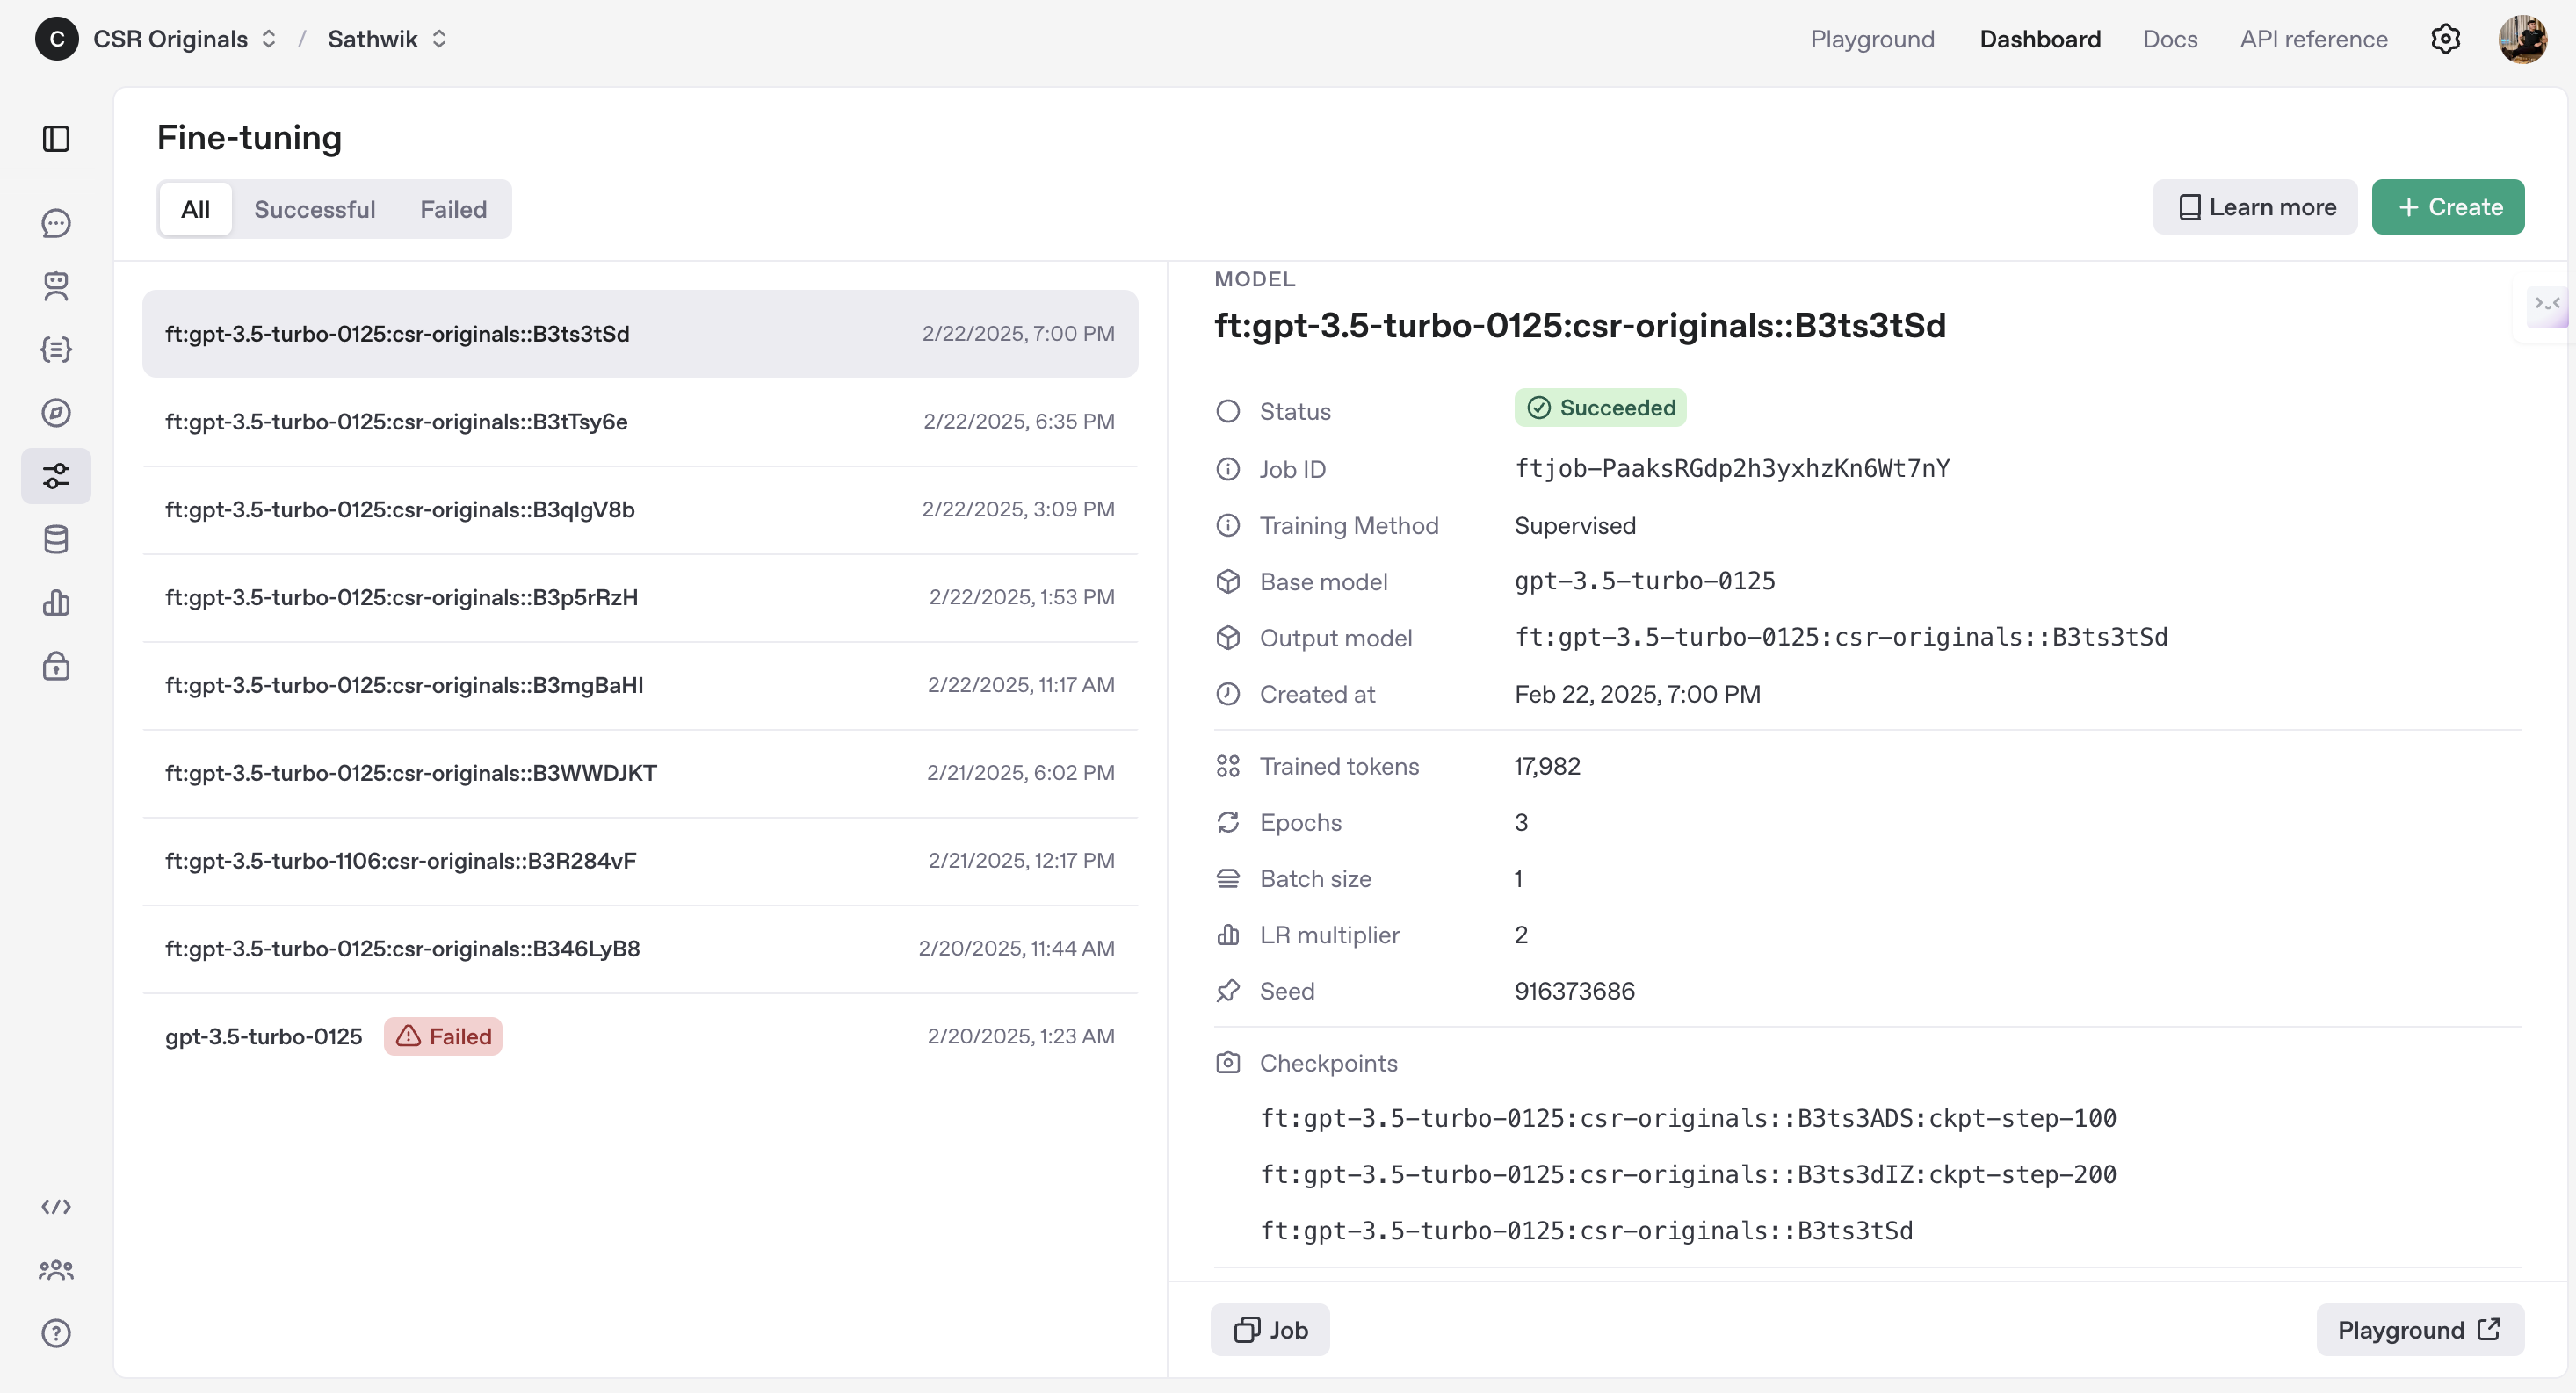 C CSR Originals / Sathwik
Playground Dashboard Docs API reference
Fine-tuning
All Successful Failed
Learn more + Create
ft:gpt-3.5-turbo-0125:csr-originals::B3ts3tSd 2/22/2025, 7:00 PM
ft:gpt-3.5-turbo-0125:csr-originals::B3tTsy6e 2/22/2025, 6:35 PM
ft:gpt-3.5-turbo-0125:csr-originals::B3qlgV8b 2/22/2025, 3:09 PM
ft:gpt-3.5-turbo-0125:csr-originals::B3p5rRzH 2/22/2025, 1:53 PM
ft:gpt-3.5-turbo-0125:csr-originals::B3mgBaHl 2/22/2025, 11:17 AM
ft:gpt-3.5-turbo-0125:csr-originals::B3WWDJKT 2/21/2025, 6:02 PM
ft:gpt-3.5-turbo-1106:csr-originals::B3R284vF 2/21/2025, 12:17 PM
ft:gpt-3.5-turbo-0125:csr-originals::B346LyB8 2/20/2025, 11:44 AM
gpt-3.5-turbo-0125 Failed 2/20/2025, 1:23 AM
MODEL
ft:gpt-3.5-turbo-0125:csr-originals::B3ts3tSd
Status Succeeded
Job ID ftjob-PaaksRGdp2h3yxhzKn6Wt7nY
Training Method Supervised
Base model gpt-3.5-turbo-0125
Output model ft:gpt-3.5-turbo-0125:csr-originals::B3ts3tSd
Created at Feb 22, 2025, 7:00 PM
Trained tokens 17,982
Epochs 3
Batch size 1
LR multiplier 2
Seed 916373686
Checkpoints
ft:gpt-3.5-turbo-0125:csr-originals::B3ts3ADS:ckpt-step-100
ft:gpt-3.5-turbo-0125:csr-originals::B3ts3dIZ:ckpt-step-200
ft:gpt-3.5-turbo-0125:csr-originals::B3ts3tSd
Job
Playground